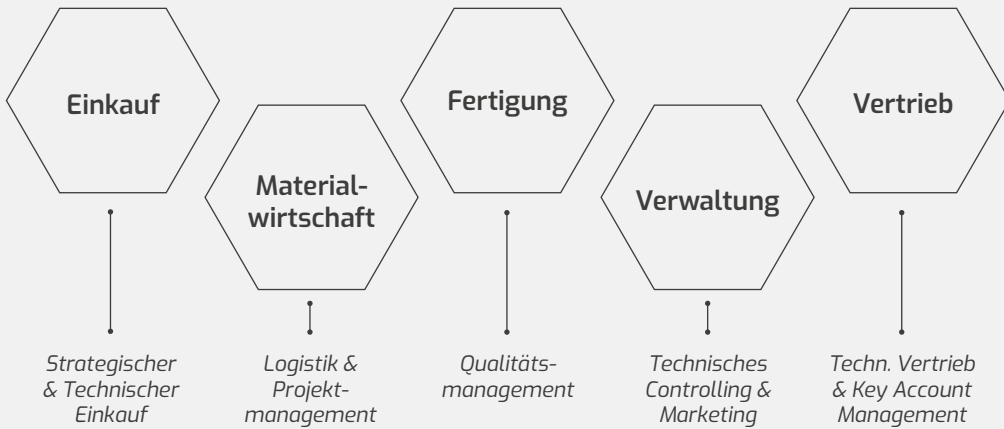 Einkauf
Material-
wirtschaft
Fertigung
Verwaltung
Vertrieb
Strategischer
& Technischer
Einkauf
Logistik &
Projekt-
management
Qualitäts-
management
Technisches
Controlling &
Marketing
Techn. Vertrieb
& Key Account
Management